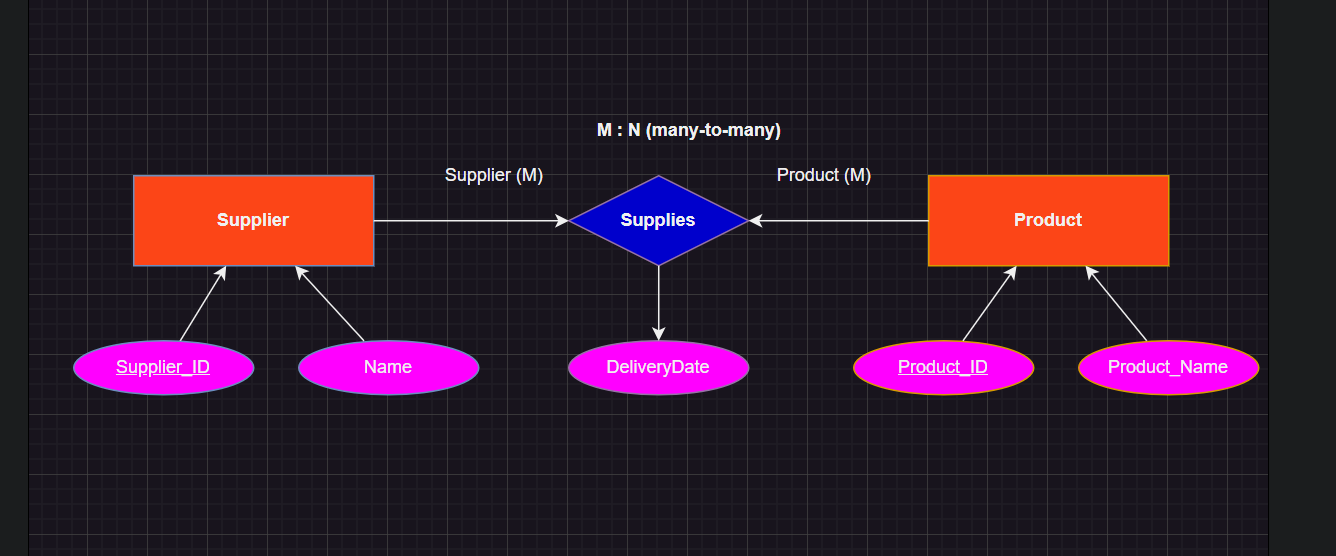 M : N (many-to-many)
Supplier (M)
Product (M)
Supplier
Supplies
Product
Supplier_ID
Name
DeliveryDate
Product_ID
Product_Name